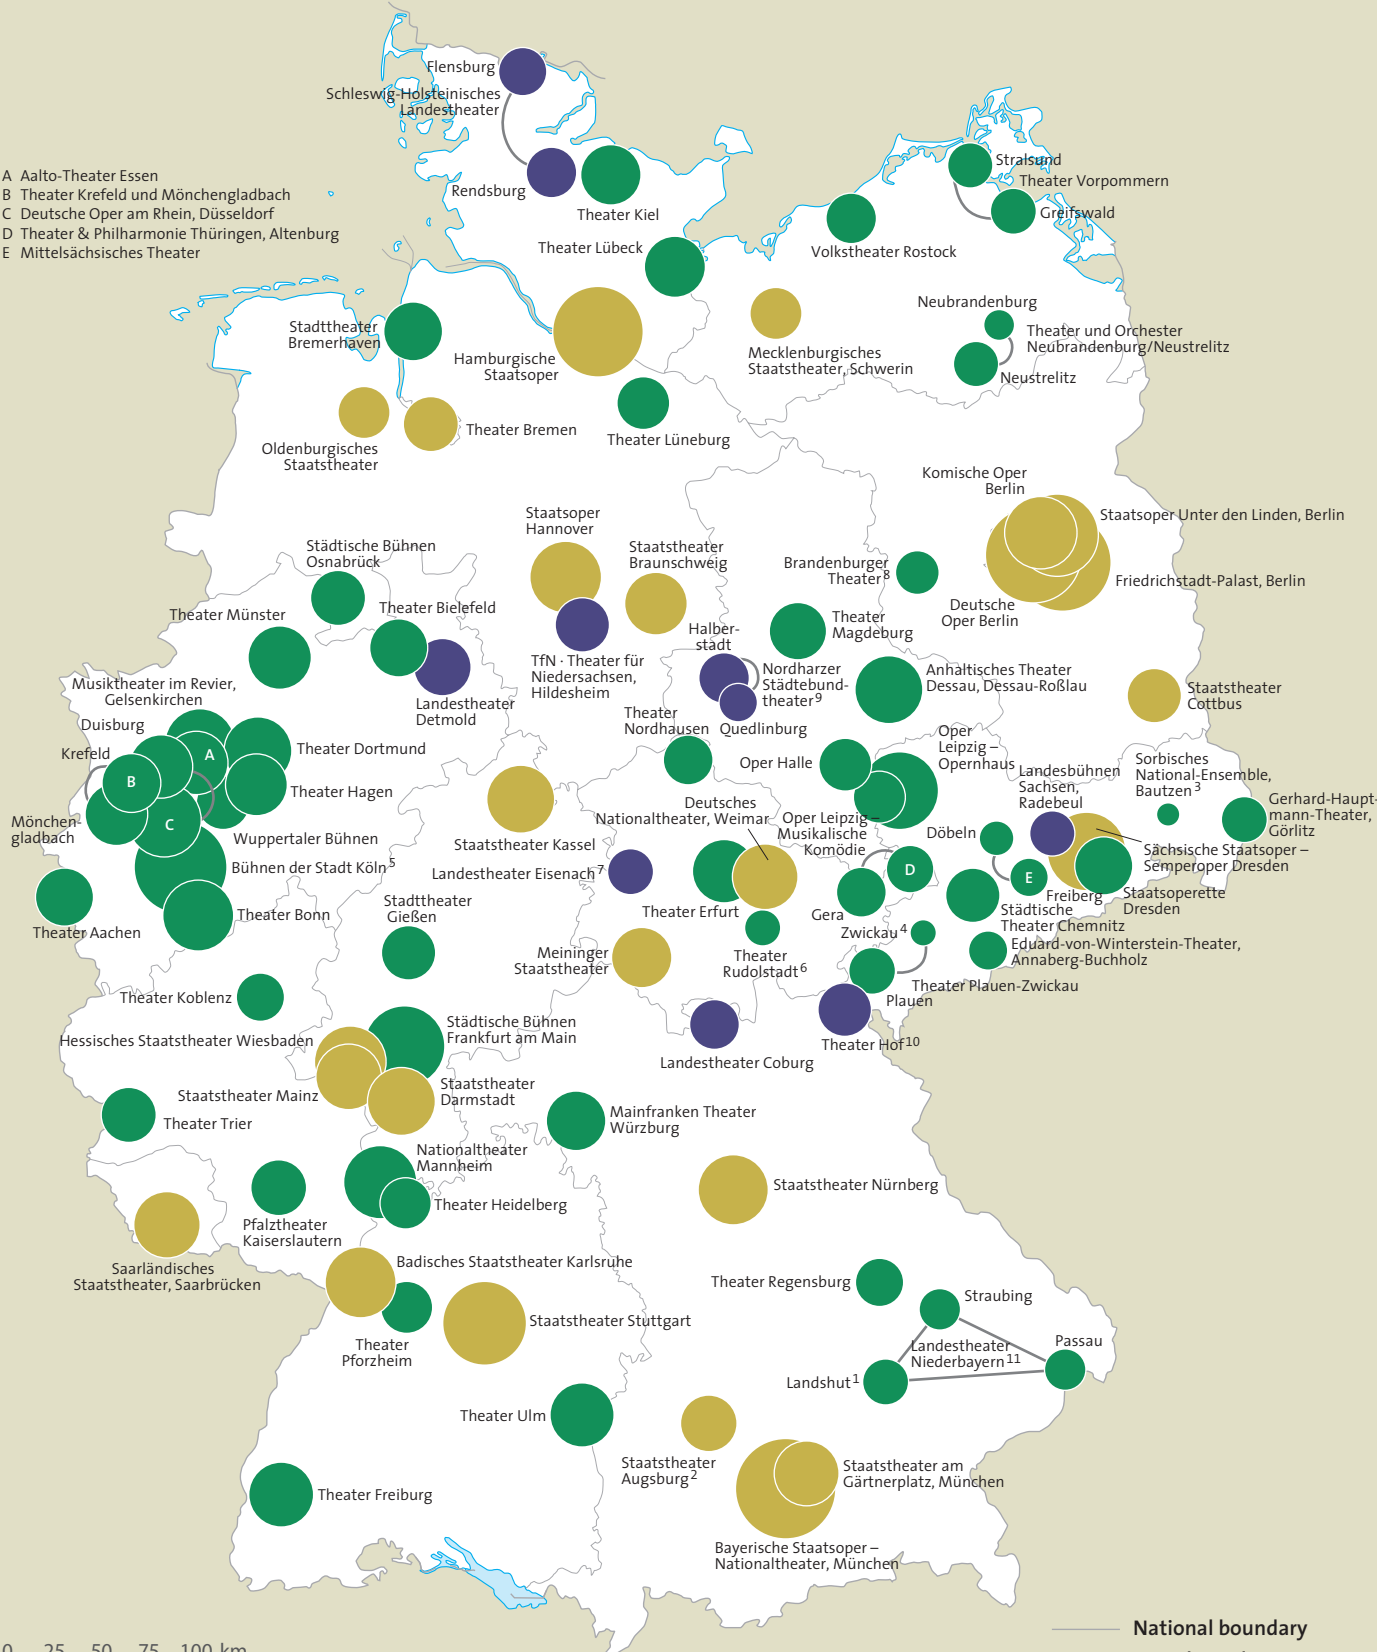 Flensburg
Schleswig-Holsteinisches
Landestheater
Rendsburg
Theater Kiel
Stralsund
Theater Vorpommern
Greifswald
A Aalto-Theater Essen
B Theater Krefeld und Mönchengladbach
C Deutsche Oper am Rhein, Düsseldorf
D Theater & Philharmonie Thüringen, Altenburg
E Mittelsächsisches Theater
Theater Lübeck
Volkstheater Rostock
Stadttheater
Bremerhaven
Hamburgische
Staatsoper
Mecklenburgisches
Staatstheater, Schwerin
Neubrandenburg
Theater und Orchester
Neubrandenburg/Neustrelitz
Neustrelitz
Oldenburgisches
Staatstheater
Theater Bremen
Theater Lüneburg
Komische Oper
Berlin
Staatsoper Unter den Linden, Berlin
Friedrichstadt-Palast, Berlin
Deutsche
Oper Berlin
Staatsoper
Hannover
Staatstheater
Braunschweig
Brandenburger
Theater8
Städtische Bühnen
Osnabrück
Theater Münster
Theater Bielefeld
Landestheater
Detmold
TfN · Theater für
Niedersachsen,
Hildesheim
Halber-
stadt
Nordharzer
Städtebund-
theater9
Quedlinburg
Theater
Magdeburg
Anhaltisches Theater
Dessau, Dessau-Roßlau
Staatstheater
Cottbus
Musiktheater im Revier,
Gelsenkirchen
Duisburg
Krefeld
A
B
C
Theater Dortmund
Theater Hagen
Mönchen-
gladbach
Wuppertaler Bühnen
Bühnen der Stadt Köln5
Theater Bonn
Theater Aachen
Theater
Nordhausen
Oper Halle
Oper
Leipzig –
Opernhaus
Landesbühnen
Sachsen,
Radebeul
Sorbisches
National-Ensemble,
Bautzen3
Gerhard-Haupt-
mann-Theater,
Görlitz
Staatstheater Kassel
Deutsches
Nationaltheater, Weimar
Oper Leipzig –
Musikalische
Komödie
Döbeln
Sächsische Staatsoper –
Semperoper Dresden
Landestheater Eisenach7
D
E
Freiberg
Staatsoperette
Dresden
Theater Erfurt
Gera
Städtische
Theater Chemnitz
Stadttheater
Gießen
Zwickau4
Eduard-von-Winterstein-Theater,
Annaberg-Buchholz
Meininger
Staatstheater
Theater
Rudolstadt6
Theater Plauen-Zwickau
Plauen
Theater Koblenz
Städtische Bühnen
Frankfurt am Main
Hessisches Staatstheater Wiesbaden
Theater Hof10
Landestheater Coburg
Staatstheater Mainz
Staatstheater
Darmstadt
Theater Trier
Mainfranken Theater
Würzburg
Nationaltheater
Mannheim
Theater Heidelberg
Staatstheater Nürnberg
Pfalztheater
Kaiserslautern
Saarländisches
Staatstheater, Saarbrücken
Badisches Staatstheater Karlsruhe
Theater Regensburg
Straubing
Staatstheater Stuttgart
Theater
Pforzheim
Landestheater
Niederbayern11
Passau
Landshut1
Theater Ulm
Staatstheater
Augsburg2
Staatstheater am
Gärtnerplatz, München
Theater Freiburg
Bayerische Staatsoper –
Nationaltheater, München
National boundary
0 25 50 75 100 km